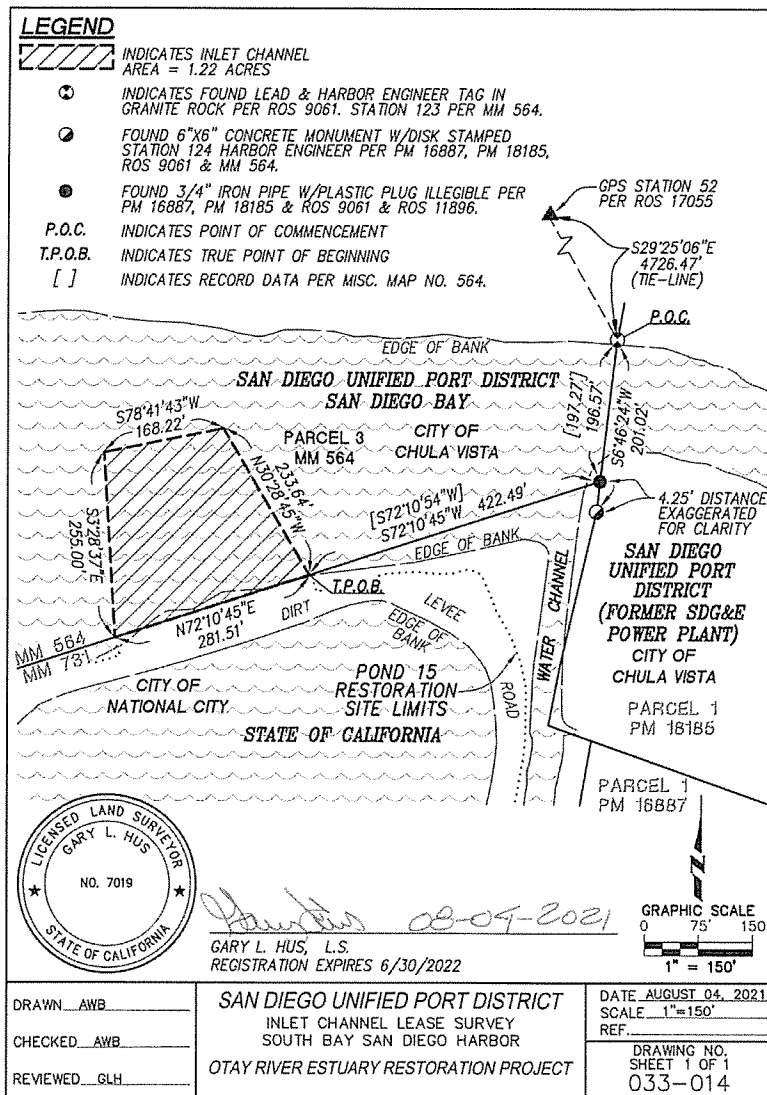 LEGEND
INDICATES INLET CHANNEL
AREA = 1.22 ACRES
INDICATES FOUND LEAD & HARBOR ENGINEER TAG IN
GRANITE ROCK PER ROS 9061. STATION 123 PER MM 564.
FOUND 6"X6" CONCRETE MONUMENT W/DISK STAMPED
STATION 124 HARBOR ENGINEER PER PM 16887, PM 18185,
ROS 9061 & MM 564.
FOUND 3/4" IRON PIPE W/PLASTIC PLUG ILLEGIBLE PER
PM 16887, PM 18185 & ROS 9061 & ROS 11896.
P.O.C. INDICATES POINT OF COMMENCEMENT
T.P.O.B. INDICATES TRUE POINT OF BEGINNING
[ ] INDICATES RECORD DATA PER MISC. MAP NO. 564.
GPS STATION 52
PER ROS 17055
S29°25'06"E
4726.47'
(TIE-LINE)
P.O.C.
EDGE OF BANK
SAN DIEGO UNIFIED PORT DISTRICT
SAN DIEGO BAY
S78°41'43"W
168.22'
PARCEL 3
MM 564
CITY OF
CHULA VISTA
[197.27']
196.57'
S6°46'24"W
201.02'
N30°28'45"W
233.64'
S3°28'37"E
255.00'
[S72°10'54"W]
S72°10'45"W 422.49'
4.25' DISTANCE
EXAGGERATED
FOR CLARITY
EDGE OF BANK
T.P.O.B.
N72°10'45"E
281.51'
DIRT
LEVEE
EDGE OF
BANK
ROAD
WATER CHANNEL
SAN DIEGO
UNIFIED PORT
DISTRICT
(FORMER SDG&E
POWER PLANT)
CITY OF
CHULA VISTA
MM 564
MM 731
CITY OF
NATIONAL CITY
POND 15
RESTORATION
SITE LIMITS
STATE OF CALIFORNIA
PARCEL 1
PM 18185
PARCEL 1
PM 16887
LICENSED LAND SURVEYOR
GARY L. HUS
NO. 7019
STATE OF CALIFORNIA
08-04-2021
GARY L. HUS, L.S.
REGISTRATION EXPIRES 6/30/2022
GRAPHIC SCALE
0 75' 150'
1" = 150'
DRAWN AWB
CHECKED AWB
REVIEWED GLH
SAN DIEGO UNIFIED PORT DISTRICT
INLET CHANNEL LEASE SURVEY
SOUTH BAY SAN DIEGO HARBOR
OTAY RIVER ESTUARY RESTORATION PROJECT
DATE AUGUST 04, 2021
SCALE 1"=150'
REF.
DRAWING NO.
SHEET 1 OF 1
033-014